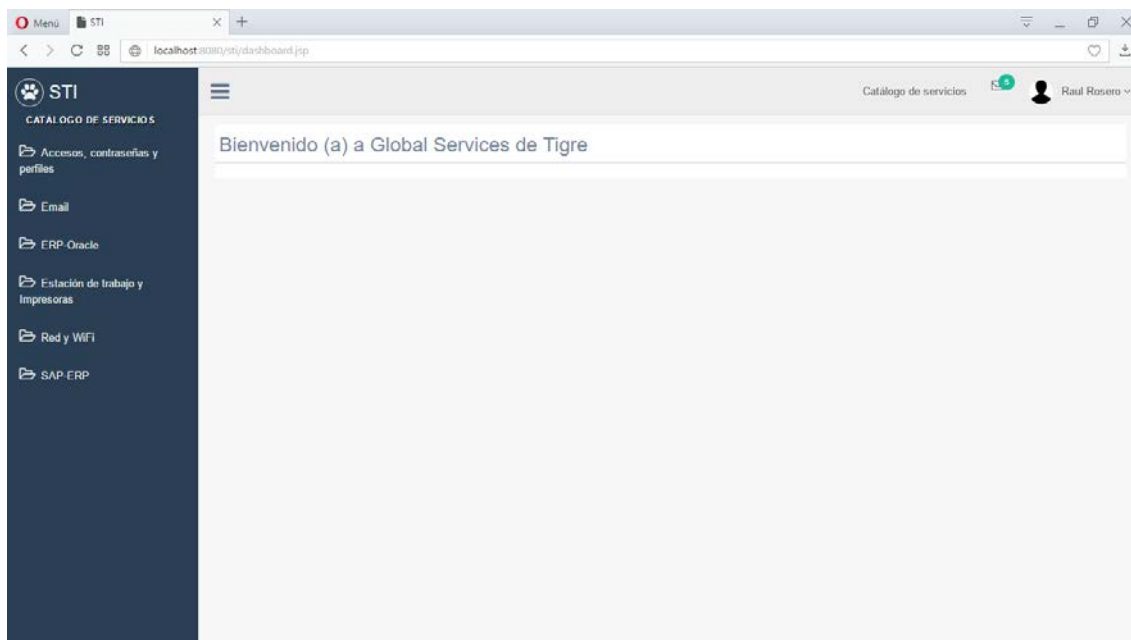 Menú
STI
localhost:8080/sti/dashboard.jsp
STI
CATALOGO DE SERVICIOS
Accesos, contraseñas y
perfiles
Email
ERP-Oracle
Estación de trabajo y
Impresoras
Red y WiFi
SAP-ERP
Catálogo de servicios
5
Raul Rosero
Bienvenido (a) a Global Services de Tigre